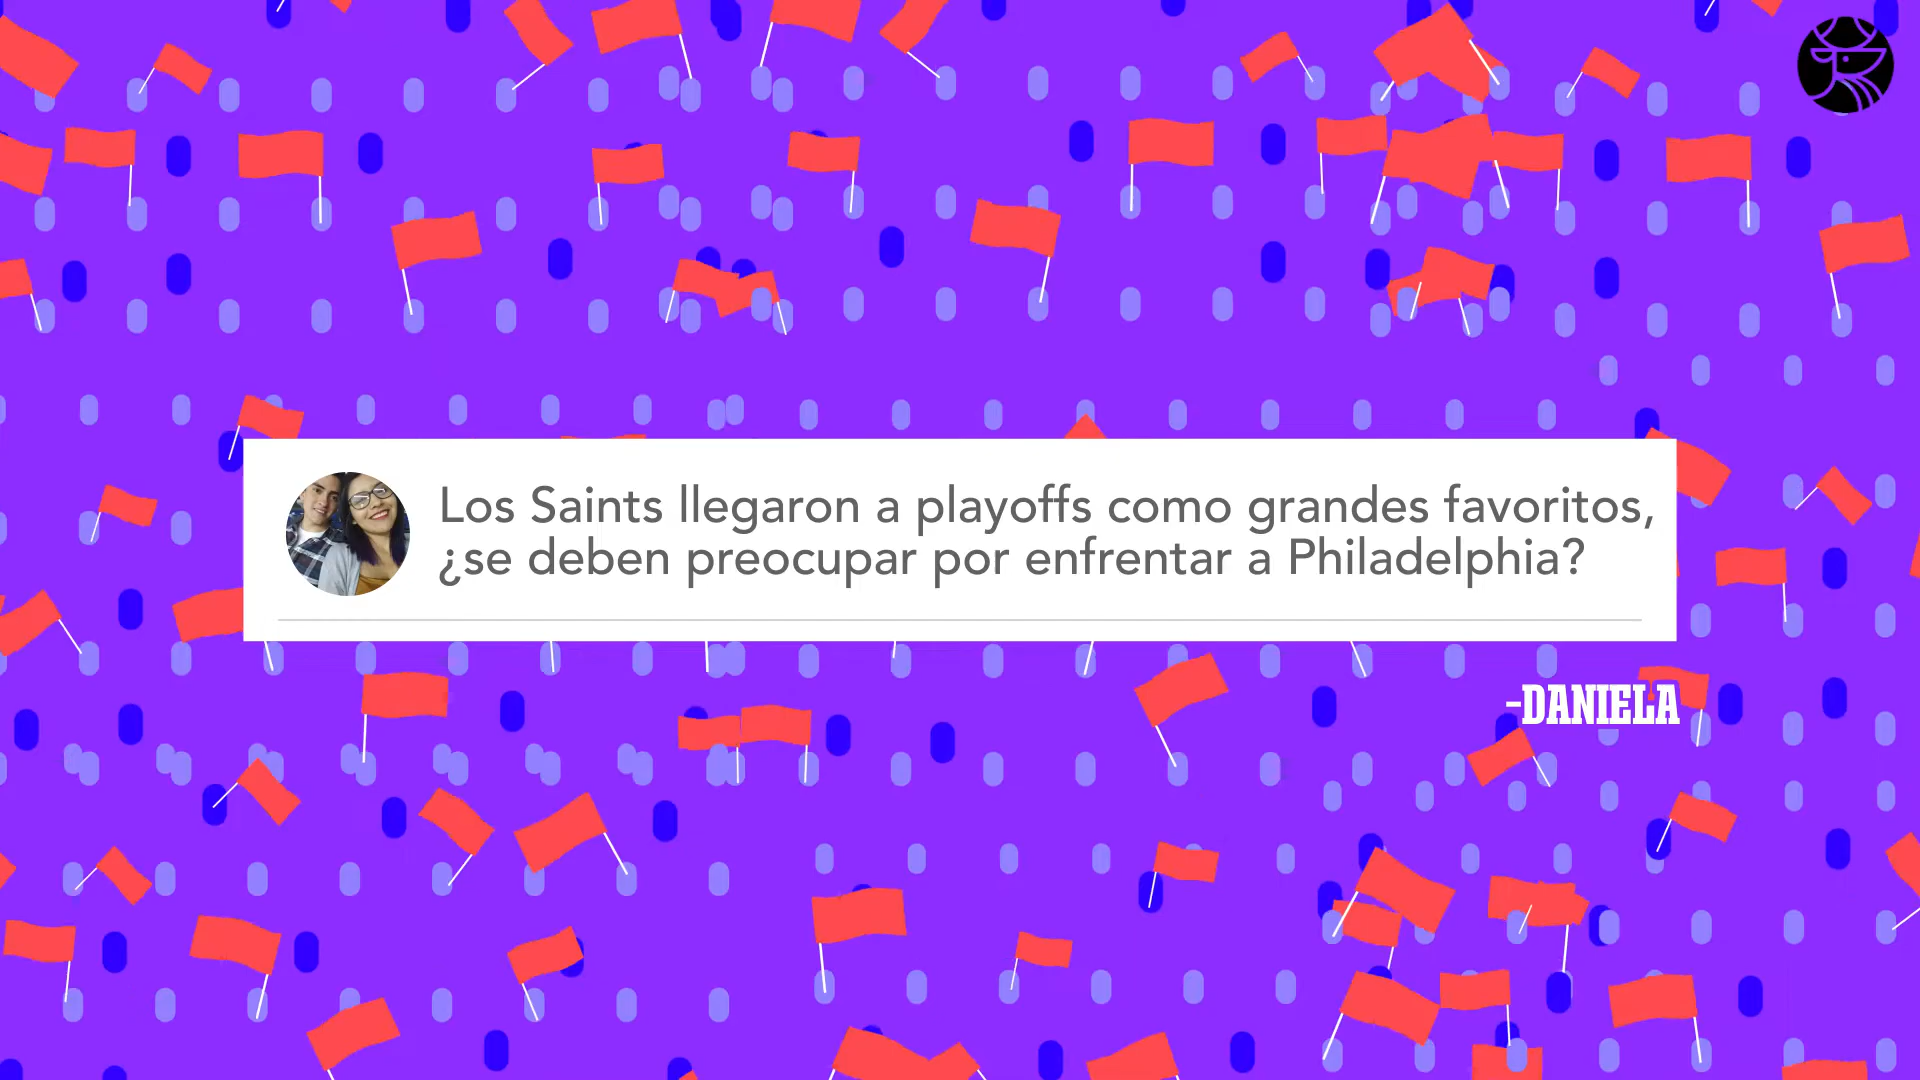 Los Saints llegaron a playoffs como grandes favoritos,
¿se deben preocupar por enfrentar a Philadelphia?
-DANIELA